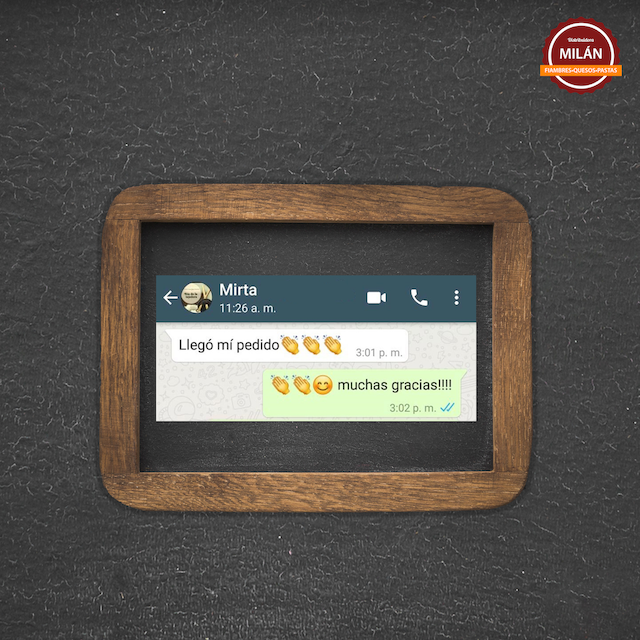 Distribuidora
MILÁN
FIAMBRES•QUESOS•PASTAS
Mirta
11:26 a. m.
Llegó mí pedido👏👏👏
3:01 p. m.
👏👏😊 muchas gracias!!!!
3:02 p. m.